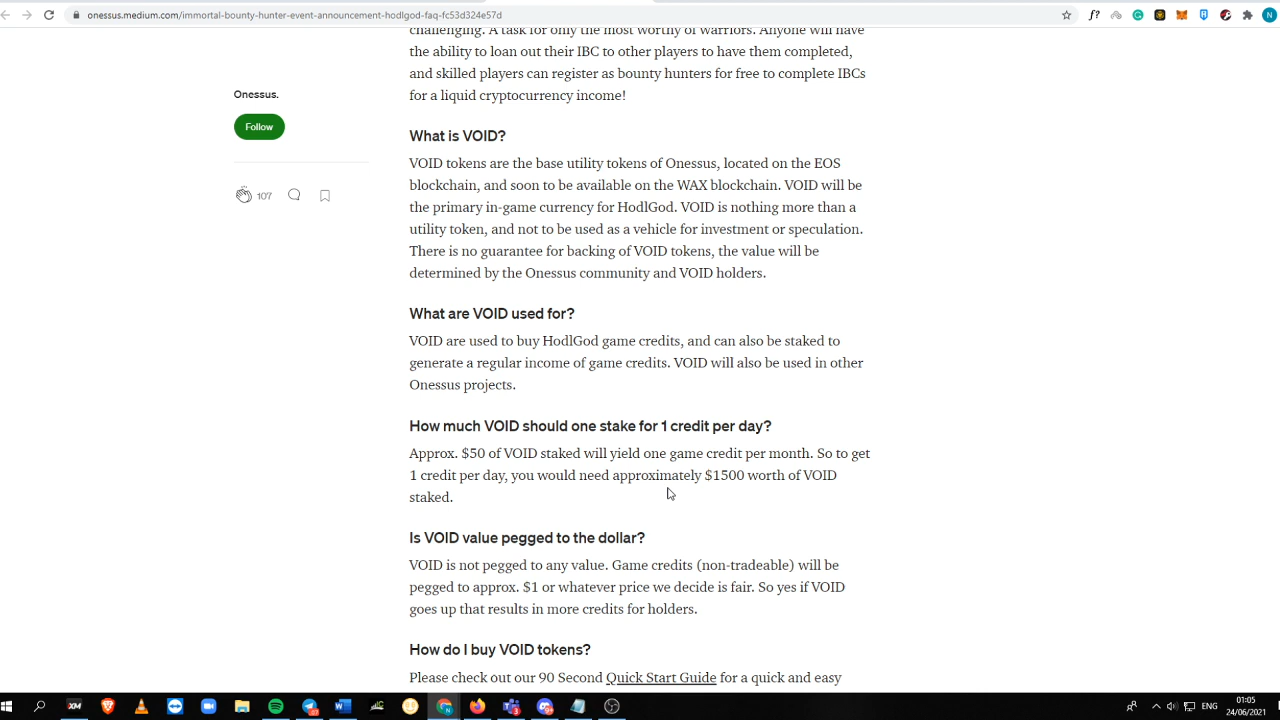 onessus.medium.com/immortal-bounty-hunter-event-announcement-hodlgod-faq-fc53d324e57d
challenging. A task for only the most worthy of warriors. Anyone will have
the ability to loan out their IBC to other players to have them completed,
and skilled players can register as bounty hunters for free to complete IBCs
for a liquid cryptocurrency income!
Onessus.
Follow
107
What is VOID?
VOID tokens are the base utility tokens of Onessus, located on the EOS
blockchain, and soon to be available on the WAX blockchain. VOID will be
the primary in-game currency for HodlGod. VOID is nothing more than a
utility token, and not to be used as a vehicle for investment or speculation.
There is no guarantee for backing of VOID tokens, the value will be
determined by the Onessus community and VOID holders.
What are VOID used for?
VOID are used to buy HodlGod game credits, and can also be staked to
generate a regular income of game credits. VOID will also be used in other
Onessus projects.
How much VOID should one stake for 1 credit per day?
Approx. $50 of VOID staked will yield one game credit per month. So to get
1 credit per day, you would need approximately $1500 worth of VOID
staked.
Is VOID value pegged to the dollar?
VOID is not pegged to any value. Game credits (non-tradeable) will be
pegged to approx. $1 or whatever price we decide is fair. So yes if VOID
goes up that results in more credits for holders.
How do I buy VOID tokens?
Please check out our 90 Second Quick Start Guide for a quick and easy
XM
ENG
01:05
24/06/2021